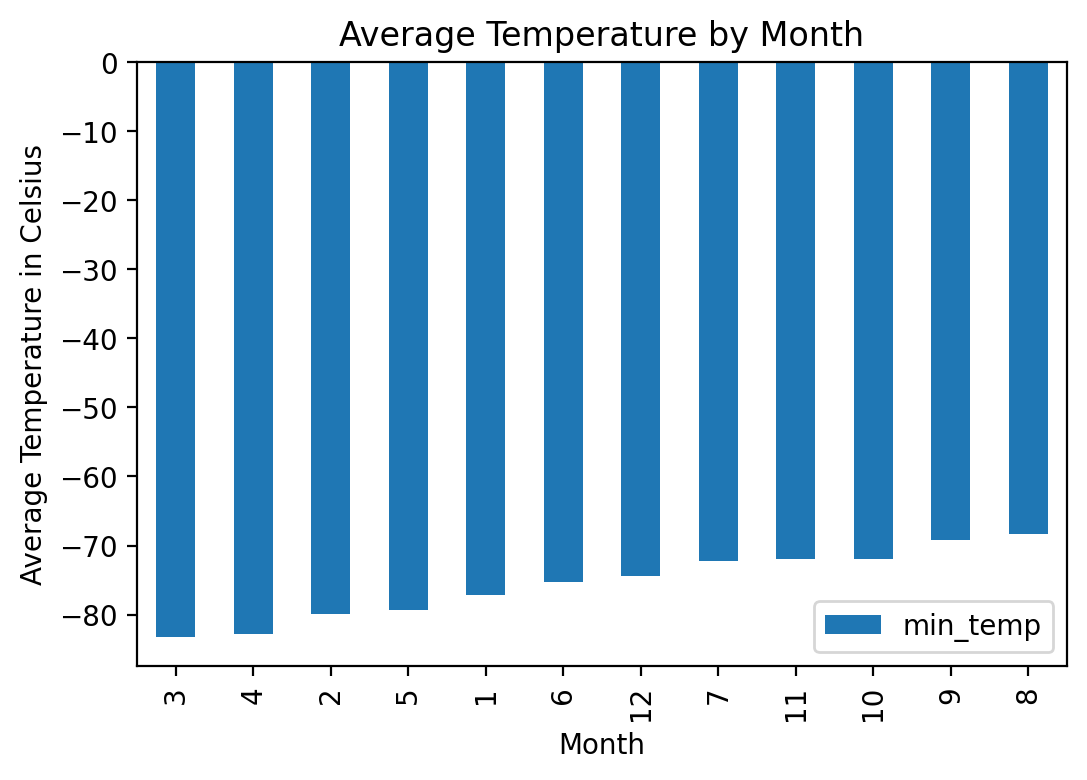 Average Temperature by Month
Average Temperature in Celsius
0
−10
−20
−30
−40
−50
−60
−70
−80
min_temp
3 4 2 5 1 6 12 7 11 10 9 8
Month